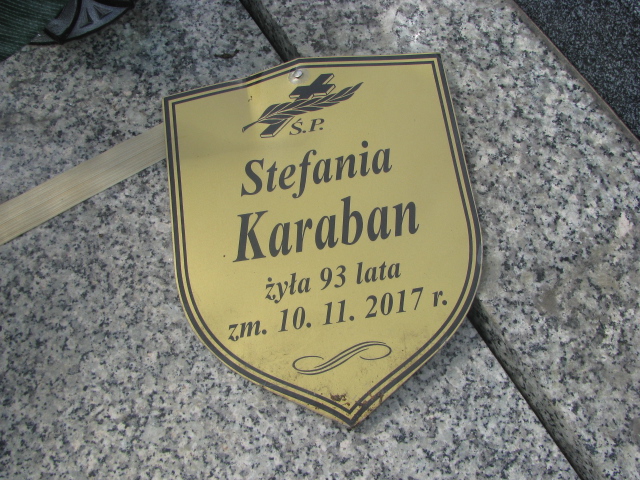 Ś.P.
Stefania
Karaban
żyła 93 lata
zm. 10. 11. 2017 r.